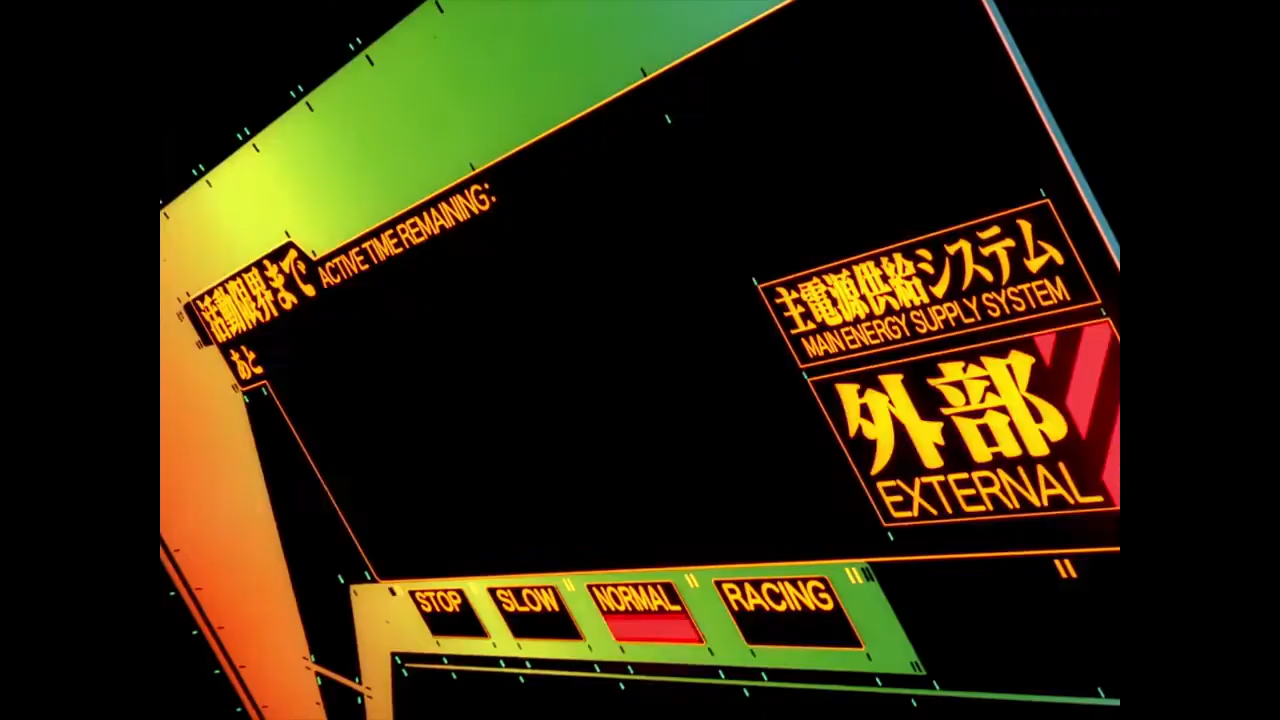 活動限界まで
ACTIVE TIME REMAINING:
あと
主電源供給システム
MAIN ENERGY SUPPLY SYSTEM
外部
EXTERNAL
STOP
SLOW
NORMAL
RACING